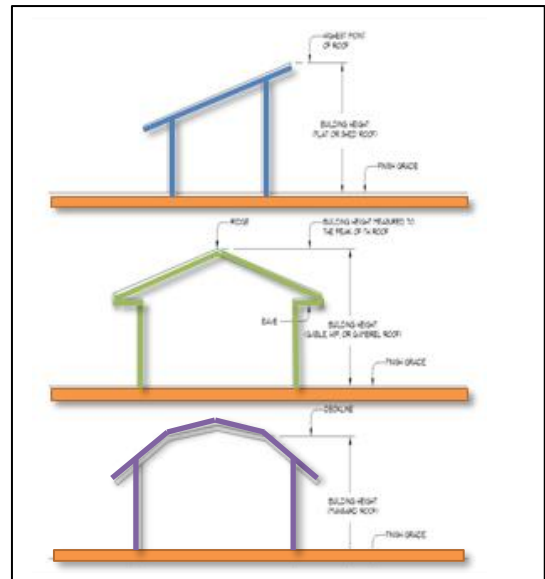 HIGHEST POINT
OF ROOF
BUILDING HEIGHT
(FLAT OR SHED ROOF)
FINISH GRADE
RIDGE
BUILDING HEIGHT MEASURED TO
THE PEAK OF ROOF
EAVE
BUILDING HEIGHT
(GABLE, HIP, OR GAMBREL ROOF)
FINISH GRADE
DECKLINE
BUILDING HEIGHT
(MANSARD ROOF)
FINISH GRADE